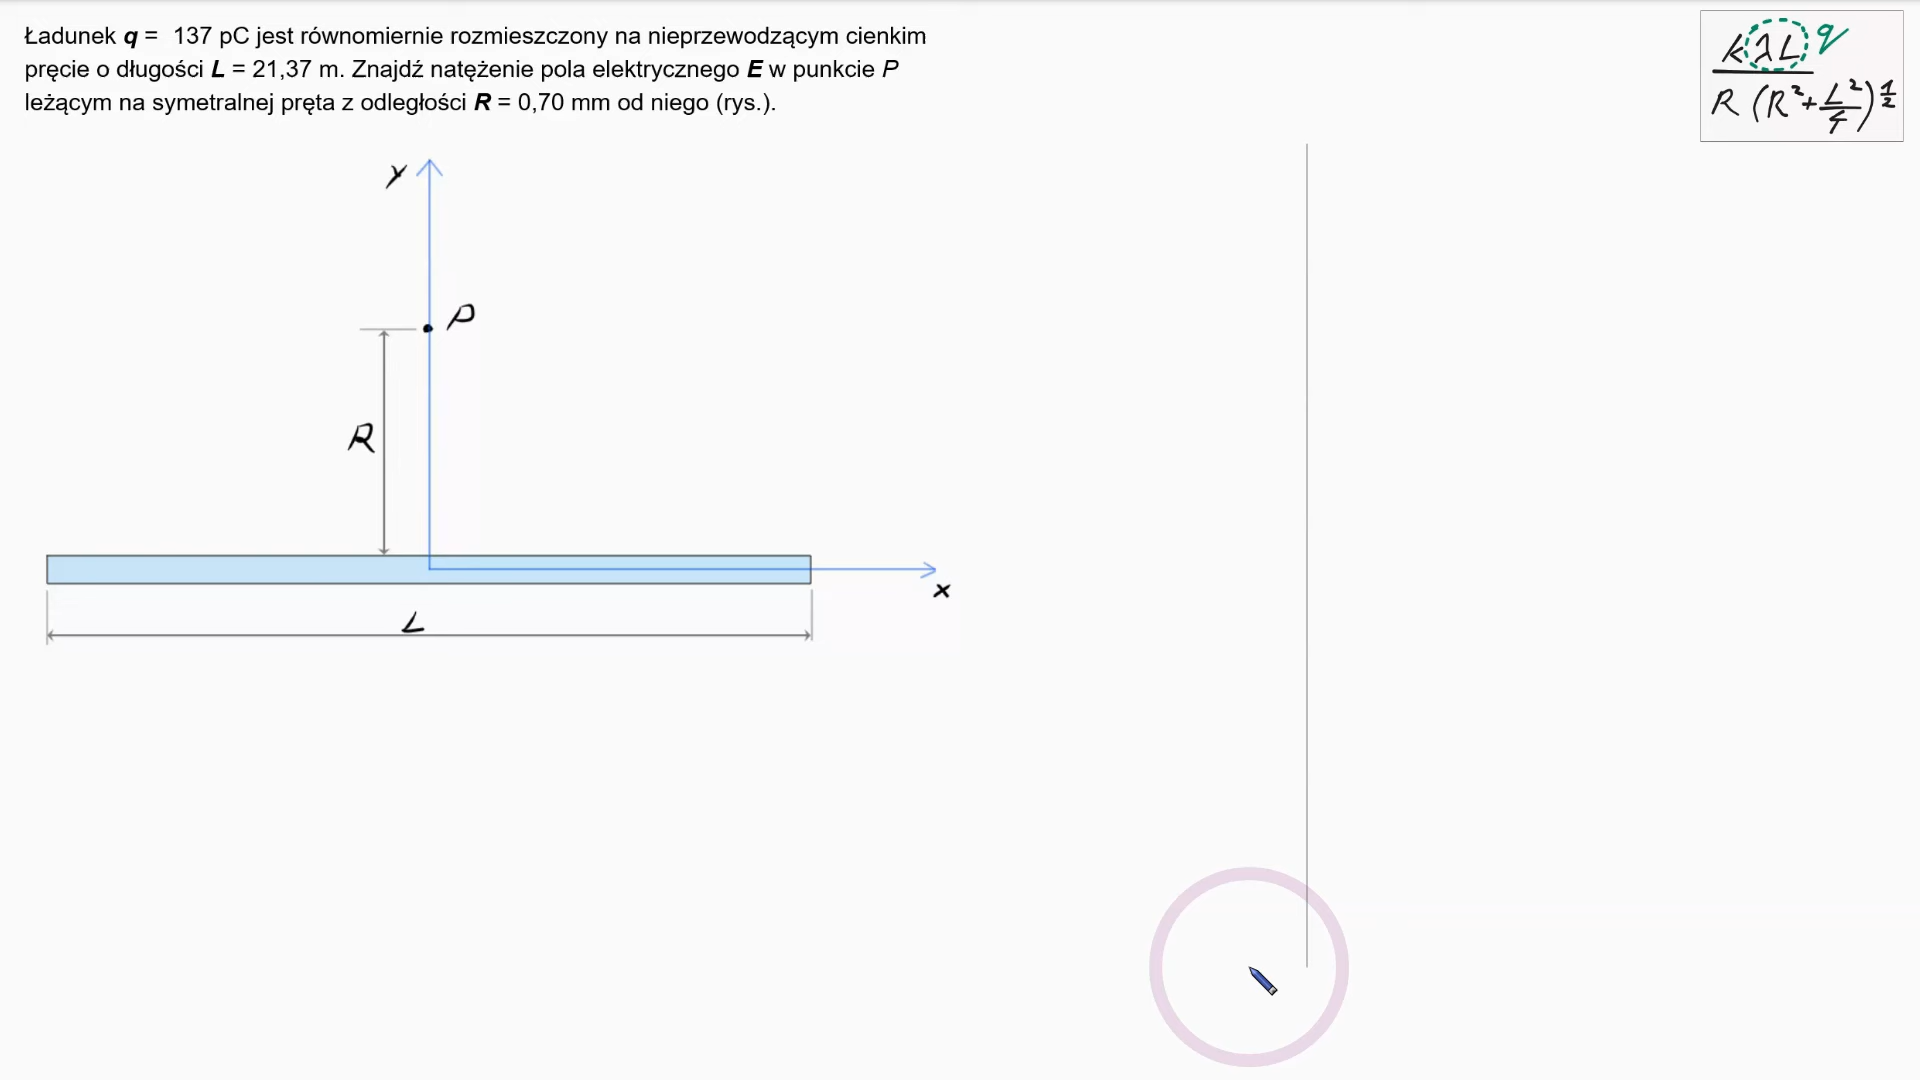 Ładunek q = 137 pC jest równomiernie rozmieszczony na nieprzewodzącym cienkim
pręcie o długości L = 21,37 m. Znajdź natężenie pola elektrycznego E w punkcie P
leżącym na symetralnej pręta z odległości R = 0,70 mm od niego (rys.).
kλL q
R (R²+L²/4)^1/2
y
P
R
x
L